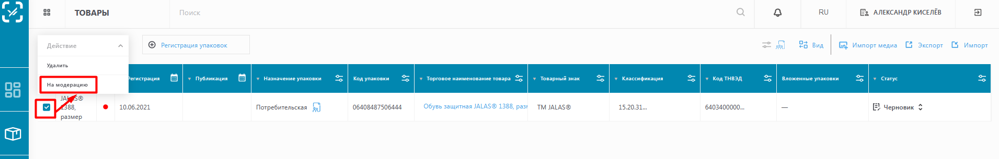 ТОВАРЫ
Поиск
RU
АЛЕКСАНДР КИСЕЛЁВ
Действие
Регистрация упаковок
Вид
Импорт медиа
Экспорт
Импорт
Удалить
На модерацию
Регистрация
Публикация
Назначение упаковки
Код упаковки
Торговое наименование товара
Товарный знак
Классификация
Код ТНВЭД
Вложенные упаковки
Статус
JALAS®
1388,
размер
10.06.2021
Потребительская
06408487506444
Обувь защитная JALAS® 1388, разм
ТМ JALAS®
15.20.31...
6403400000...
—
Черновик